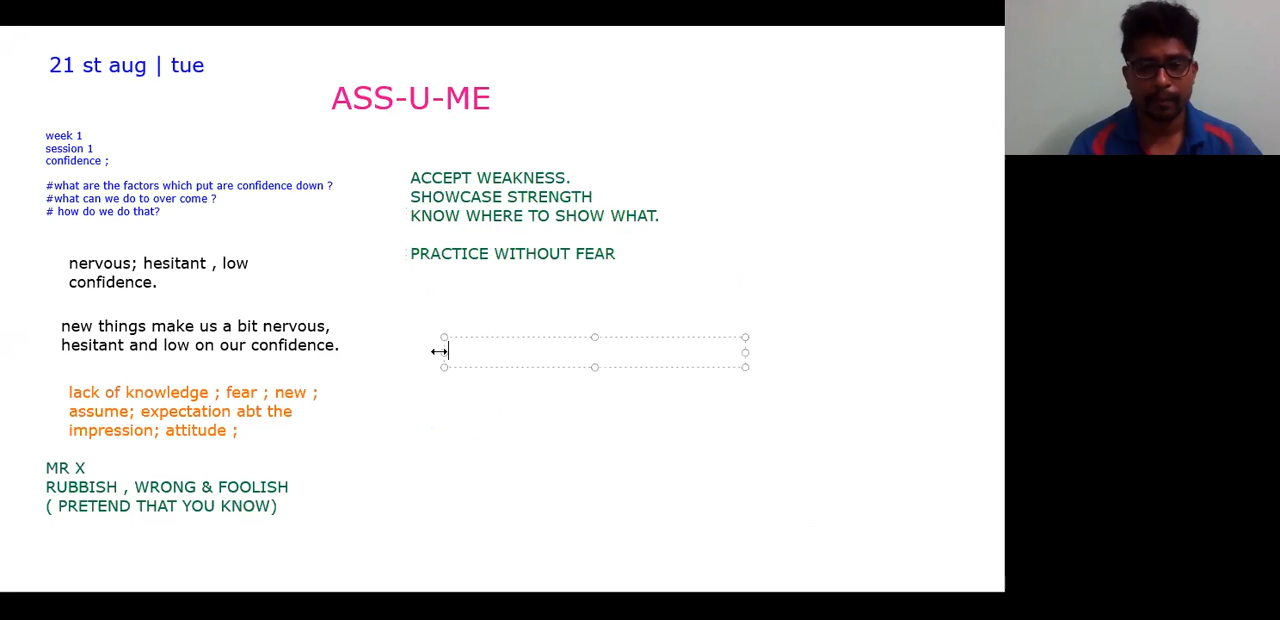 21 st aug | tue
ASS-U-ME
week 1
session 1
confidence ;
#what are the factors which put are confidence down ?
#what can we do to over come ?
# how do we do that?
nervous; hesitant , low
confidence.
new things make us a bit nervous,
hesitant and low on our confidence.
lack of knowledge ; fear ; new ;
assume; expectation abt the
impression; attitude ;
MR X
RUBBISH , WRONG & FOOLISH
( PRETEND THAT YOU KNOW)
ACCEPT WEAKNESS.
SHOWCASE STRENGTH
KNOW WHERE TO SHOW WHAT.
PRACTICE WITHOUT FEAR